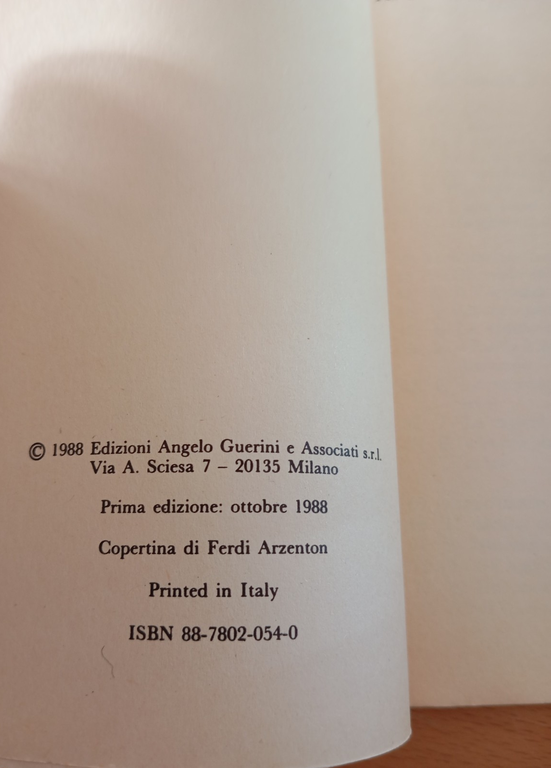 © 1988 Edizioni Angelo Guerini e Associati s.r.l.
Via A. Sciesa 7 – 20135 Milano
Prima edizione: ottobre 1988
Copertina di Ferdi Arzenton
Printed in Italy
ISBN 88-7802-054-0